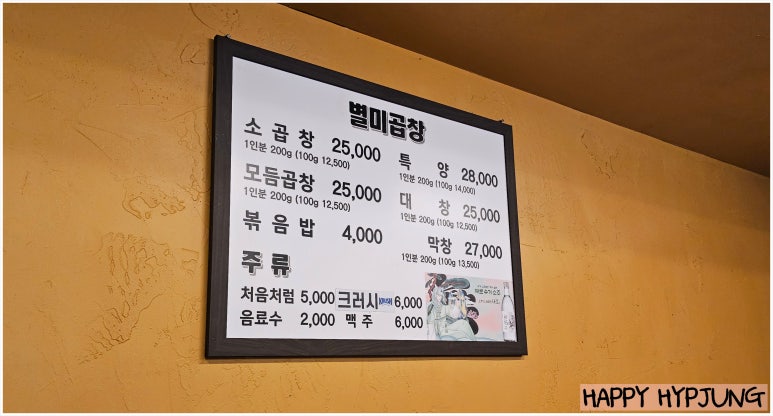 별미곱창
소 곱 창 25,000
1인분 200g (100g 12,500)
모듬곱창 25,000
1인분 200g (100g 12,500)
볶 음 밥 4,000
특 양 28,000
1인분 200g (100g 14,000)
대 창 25,000
1인분 200g (100g 12,500)
막창 27,000
1인분 200g (100g 13,500)
주 류
처음처럼 5,000 크러시 6,000
음료수 2,000 맥 주 6,000
HAPPY HYPJUNG